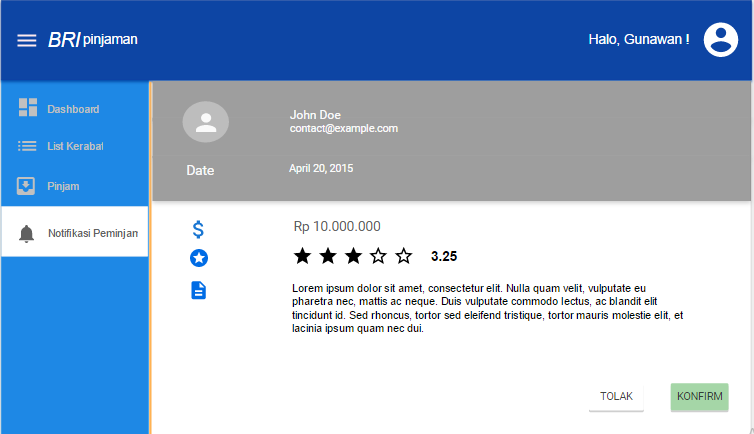 BRI pinjaman
Halo, Gunawan !
Dashboard
List Kerabat
Pinjam
Notifikasi Peminjam
John Doe
contact@example.com
Date
April 20, 2015
Rp 10.000.000
3.25
Lorem ipsum dolor sit amet, consectetur elit. Nulla quam velit, vulputate eu
pharetra nec, mattis ac neque. Duis vulputate commodo lectus, ac blandit elit
tincidunt id. Sed rhoncus, tortor sed eleifend tristique, tortor mauris molestie elit, et
lacinia ipsum quam nec dui.
TOLAK
KONFIRM